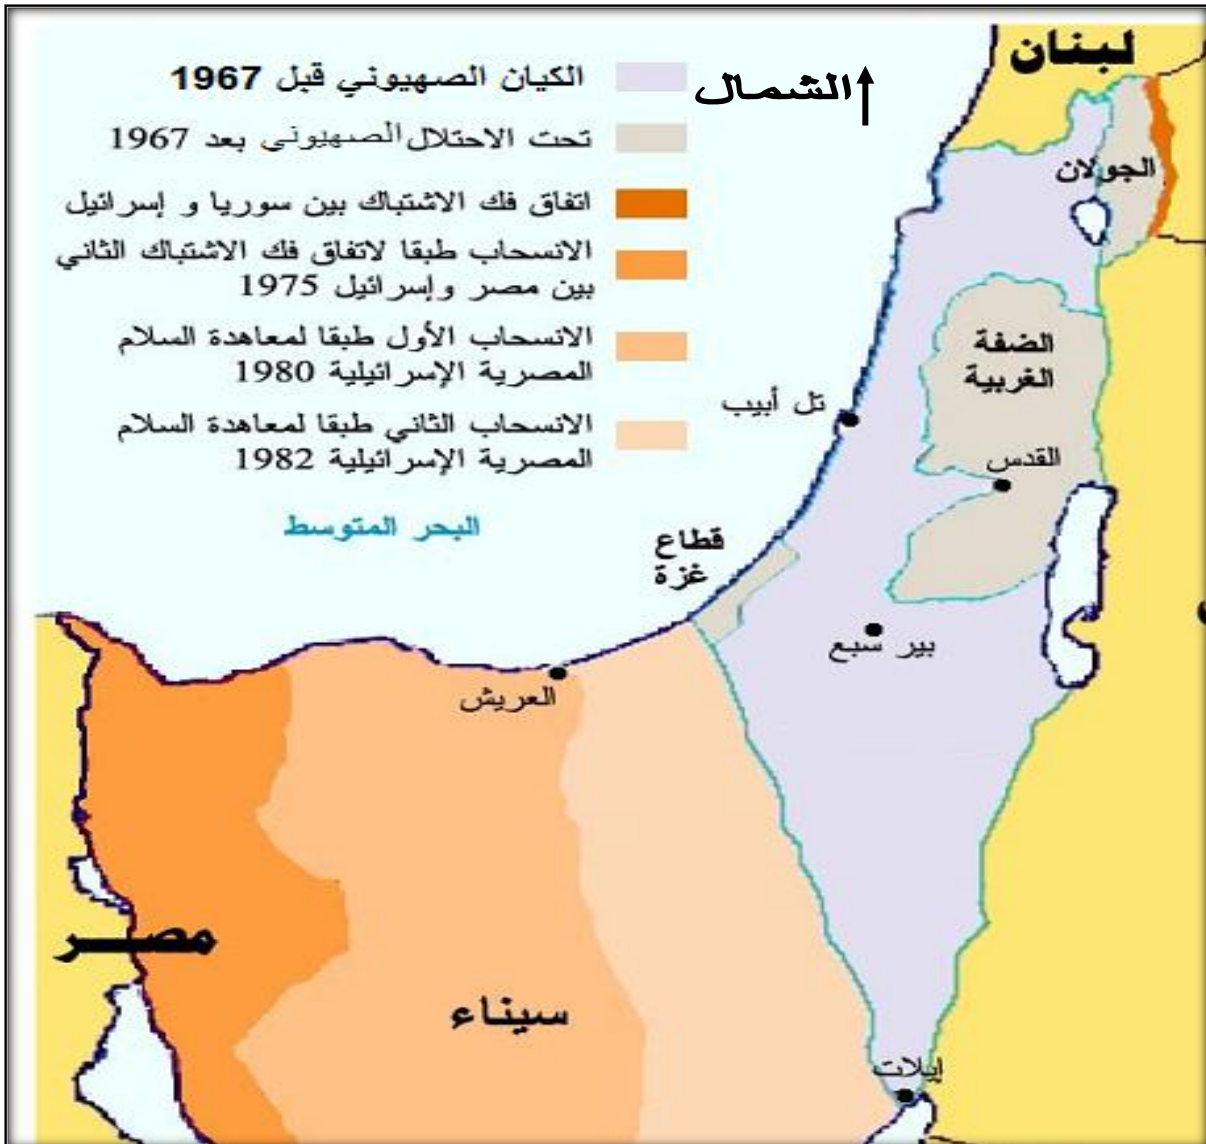 لبنان
الشمال
الكيان الصهيوني قبل 1967
تحت الاحتلال الصهيوني بعد 1967
اتفاق فك الاشتباك بين سوريا و إسرائيل
الانسحاب طبقا لاتفاق فك الاشتباك الثاني
بين مصر وإسرائيل 1975
الانسحاب الأول طبقا لمعاهدة السلام
المصرية الإسرائيلية 1980
الانسحاب الثاني طبقا لمعاهدة السلام
المصرية الإسرائيلية 1982
الجولان
الضفة
الغربية
تل أبيب
القدس
البحر المتوسط
قطاع
غزة
بير سبع
العريش
مصر
سيناء
إيلات